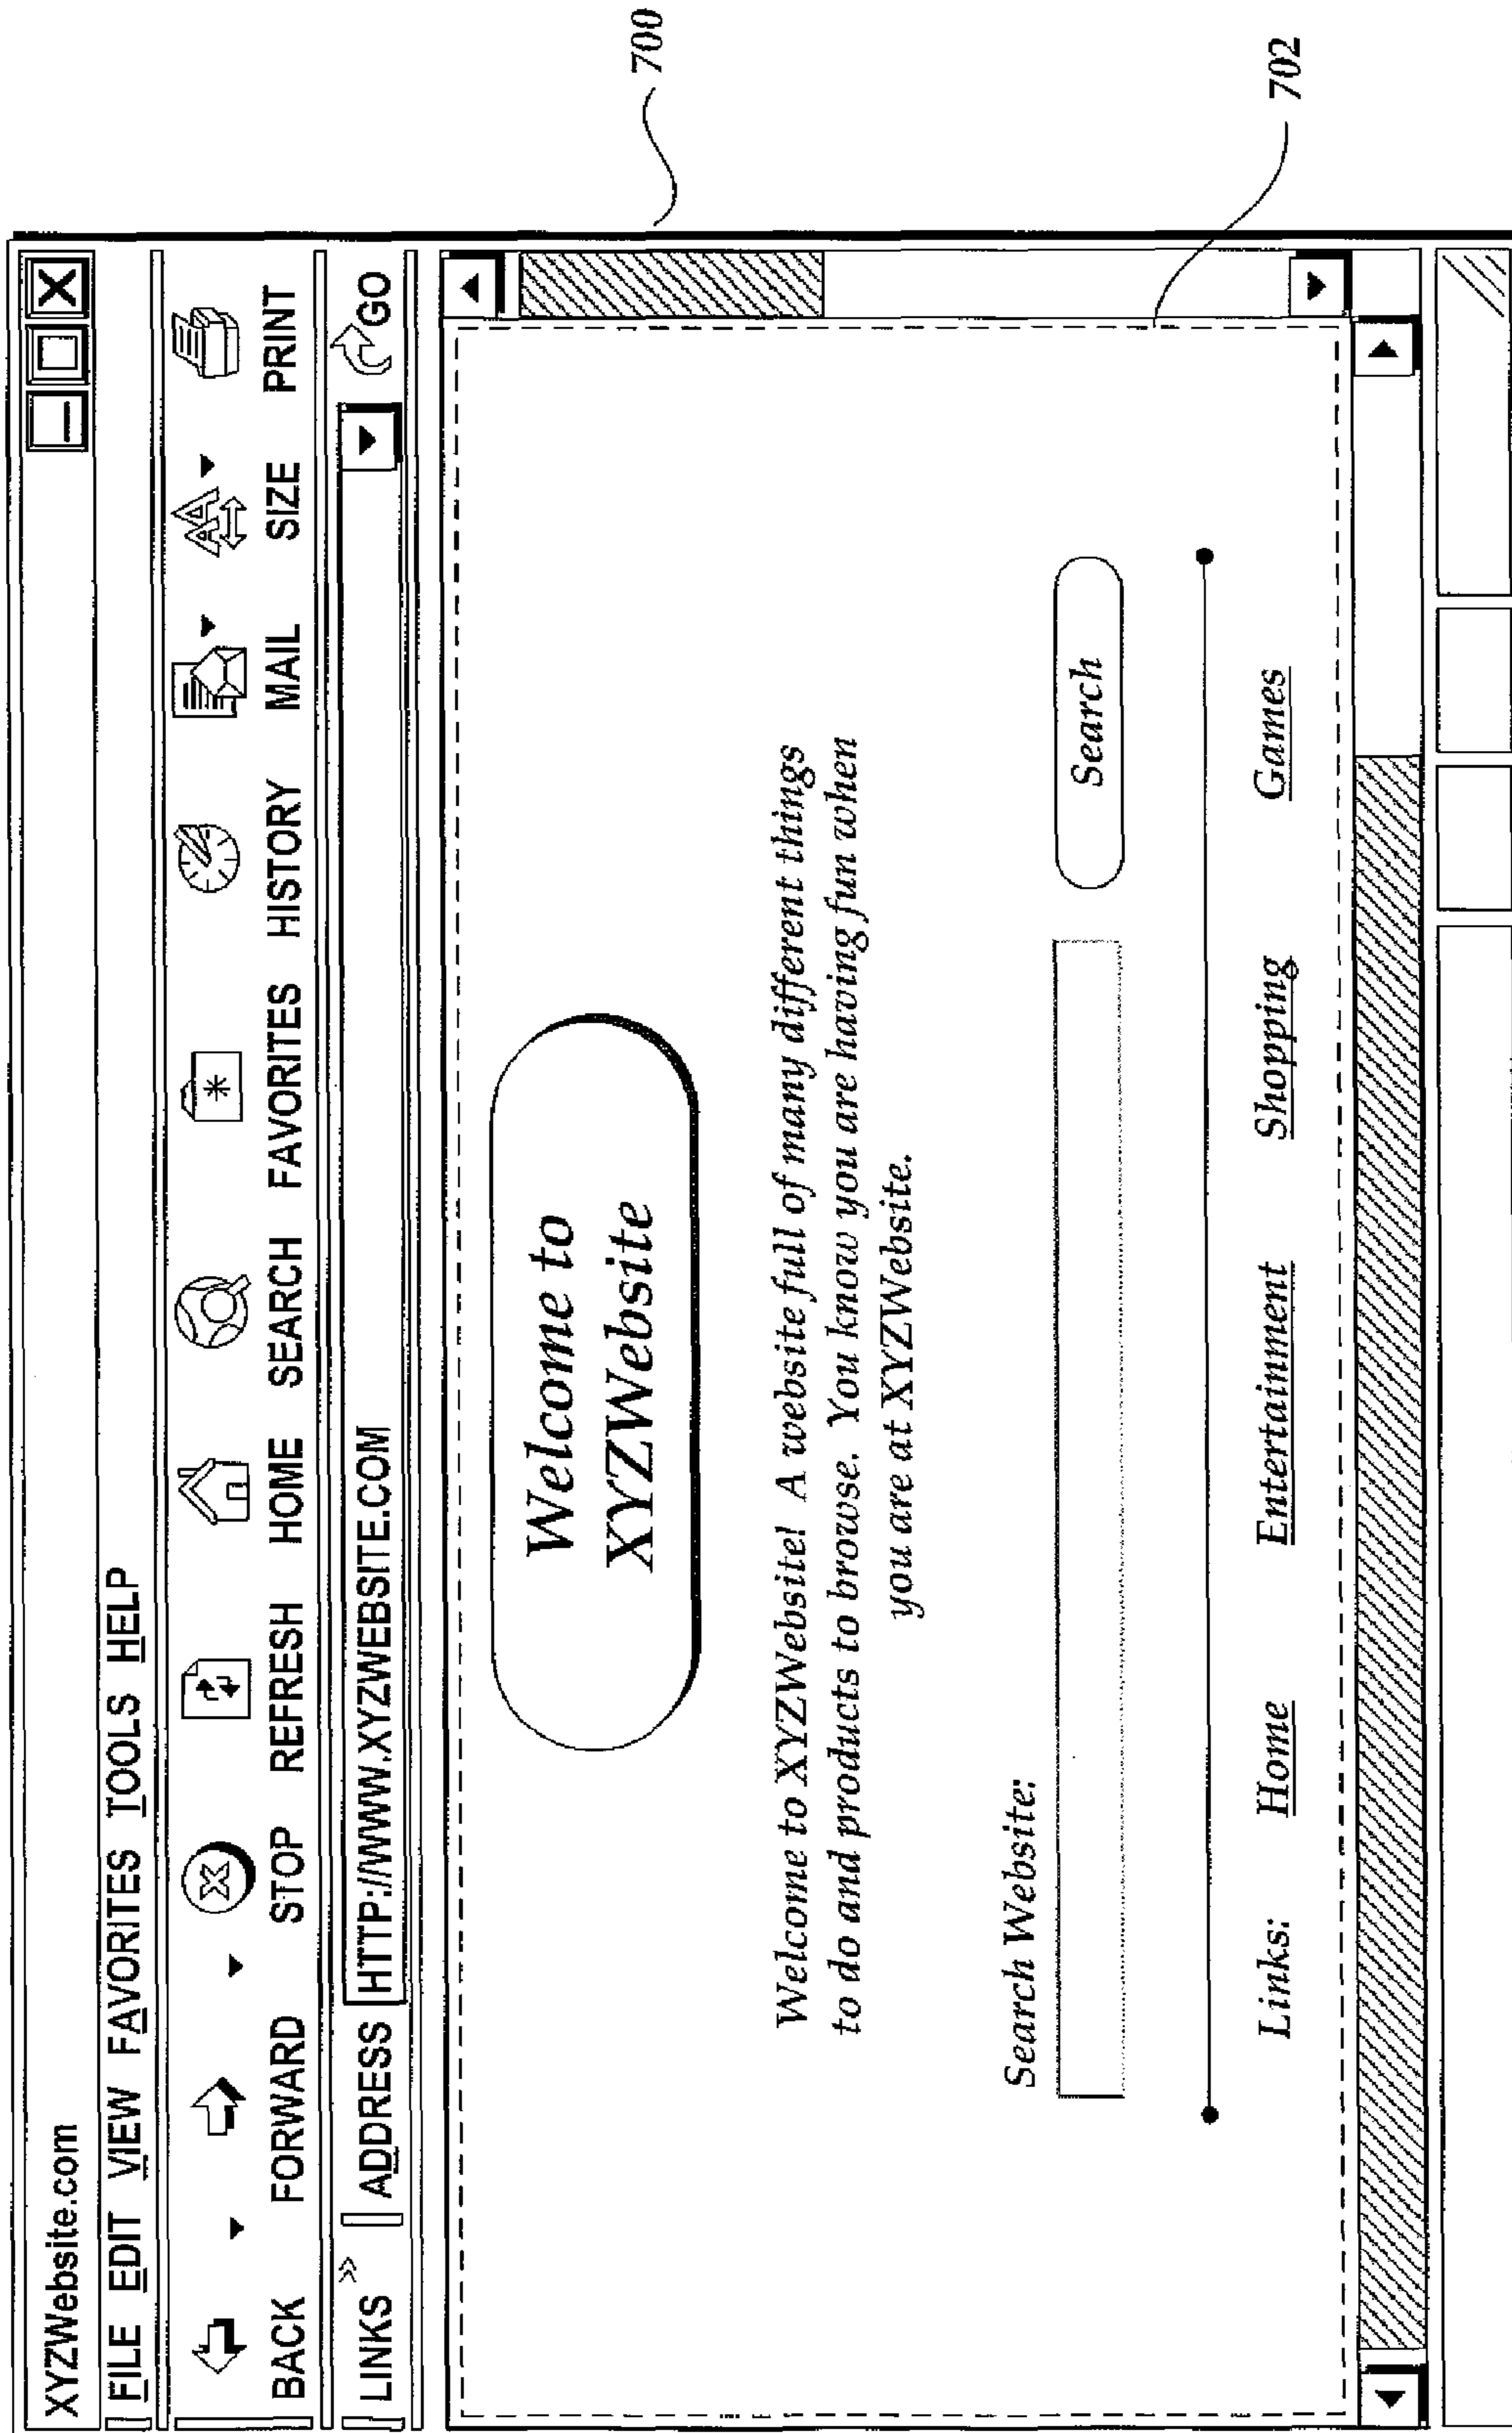 XYZWebsite.com
FILE EDIT VIEW FAVORITES TOOLS HELP
BACK FORWARD STOP REFRESH HOME SEARCH FAVORITES HISTORY MAIL SIZE PRINT
LINKS » ADDRESS HTTP://WWW.XYZWEBSITE.COM GO
Welcome to
XYZWebsite
Welcome to XYZWebsite! A website full of many different things
to do and products to browse. You know you are having fun when
you are at XYZWebsite.
Search Website:
Search
Links: Home Entertainment Shopping Games
700
702